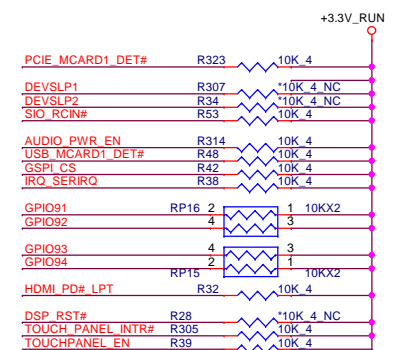 +3.3V_RUN
PCIE_MCARD1_DET# R323 10K_4
DEVSLP1 R307 *10K_4_NC
DEVSLP2 R34 *10K_4_NC
SIO_RCIN# R53 10K_4
AUDIO_PWR_EN R314 10K_4
USB_MCARD1_DET# R48 10K_4
GSPI_CS R42 10K_4
IRQ_SERIRQ R38 10K_4
GPIO91 RP16 2 1 10KX2
GPIO92 4 3
GPIO93 4 3
GPIO94 2 1
RP15 10KX2
HDMI_PD#_LPT R32 10K_4
DSP_RST# R28 *10K_4_NC
TOUCH_PANEL_INTR# R305 10K_4
TOUCHPANEL_EN R39 10K_4